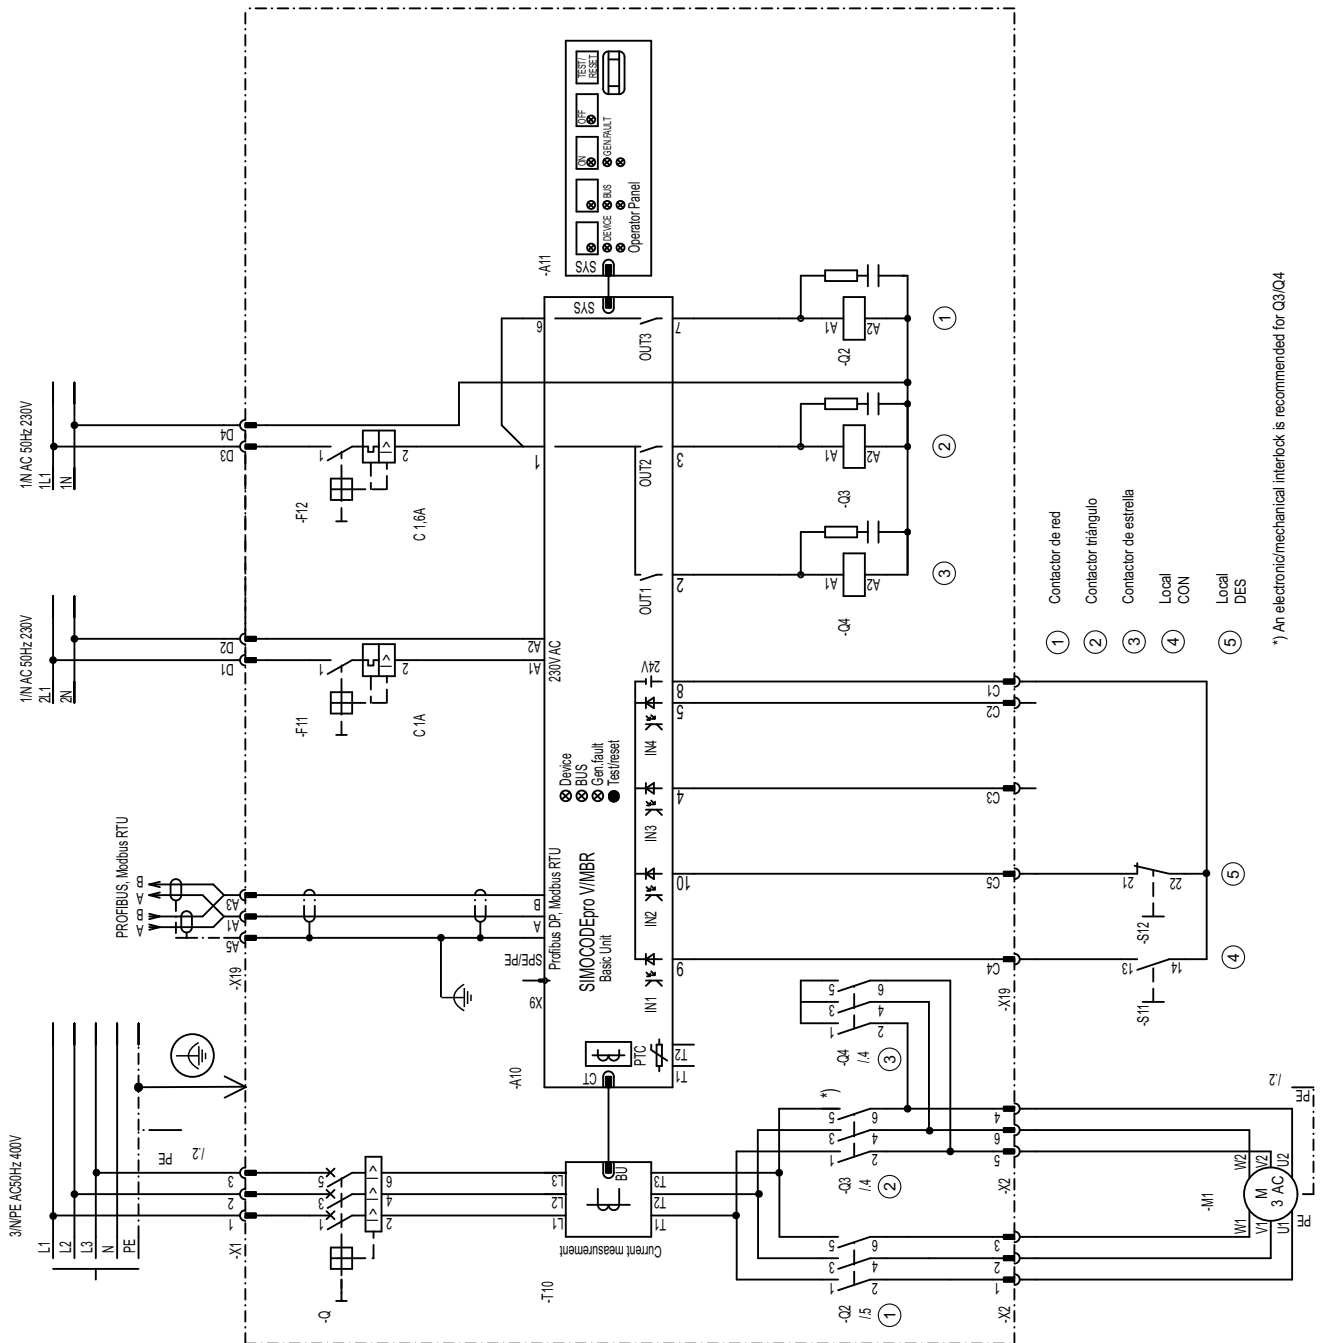 3/N/PE AC50Hz 400V
L1
L2
L3
N
PE
PE
/.2
-X1
1
2
3
-Q
1
3
5
2
4
6
-T10
L1
L2
L3
BU
Current measurement
T1
T2
T3
-Q2
/.5
1
1
3
5
2
4
6
-Q3
/.4
2
1
3
5
2
4
6
*)
-Q4
/.4
3
1
3
5
2
4
6
-X2
1
2
3
-X2
5
6
4
-M1
W1
V1
U1
M
3 AC
W2
V2
U2
PE
PE
/.2
PROFIBUS, Modbus RTU
A
B
A
B
-X19
A5
A1
A3
SPE/PE
A
B
Profibus DP, Modbus RTU
X9
-A10
SIMOCODEpro V/MBR
Basic Unit
Device
BUS
Gen.fault
Test/reset
CT
PTC
T1
T2
IN1
IN2
IN3
IN4
24V
9
10
4
5
8
-X19
C4
C5
C3
C2
C1
-S11
13
14
4
-S12
21
22
5
1/N AC 50Hz 230V
2L1
2N
D1
D2
-F11
1
2
C 1A
A1
A2
230V AC
1/N AC 50Hz 230V
1L1
1N
D3
D4
-F12
1
2
C 1,6A
1
6
OUT1
OUT2
OUT3
2
3
7
-Q4
A1
A2
3
-Q3
A1
A2
2
-Q2
A1
A2
1
SYS
-A11
SYS
DEVICE
BUS
GEN.FAULT
ON
OFF
TEST/
RESET
Operator Panel
1 Contactor de red
2 Contactor triángulo
3 Contactor de estrella
4 Local
CON
5 Local
DES
*) An electronic/mechanical interlock is recommended for Q3/Q4